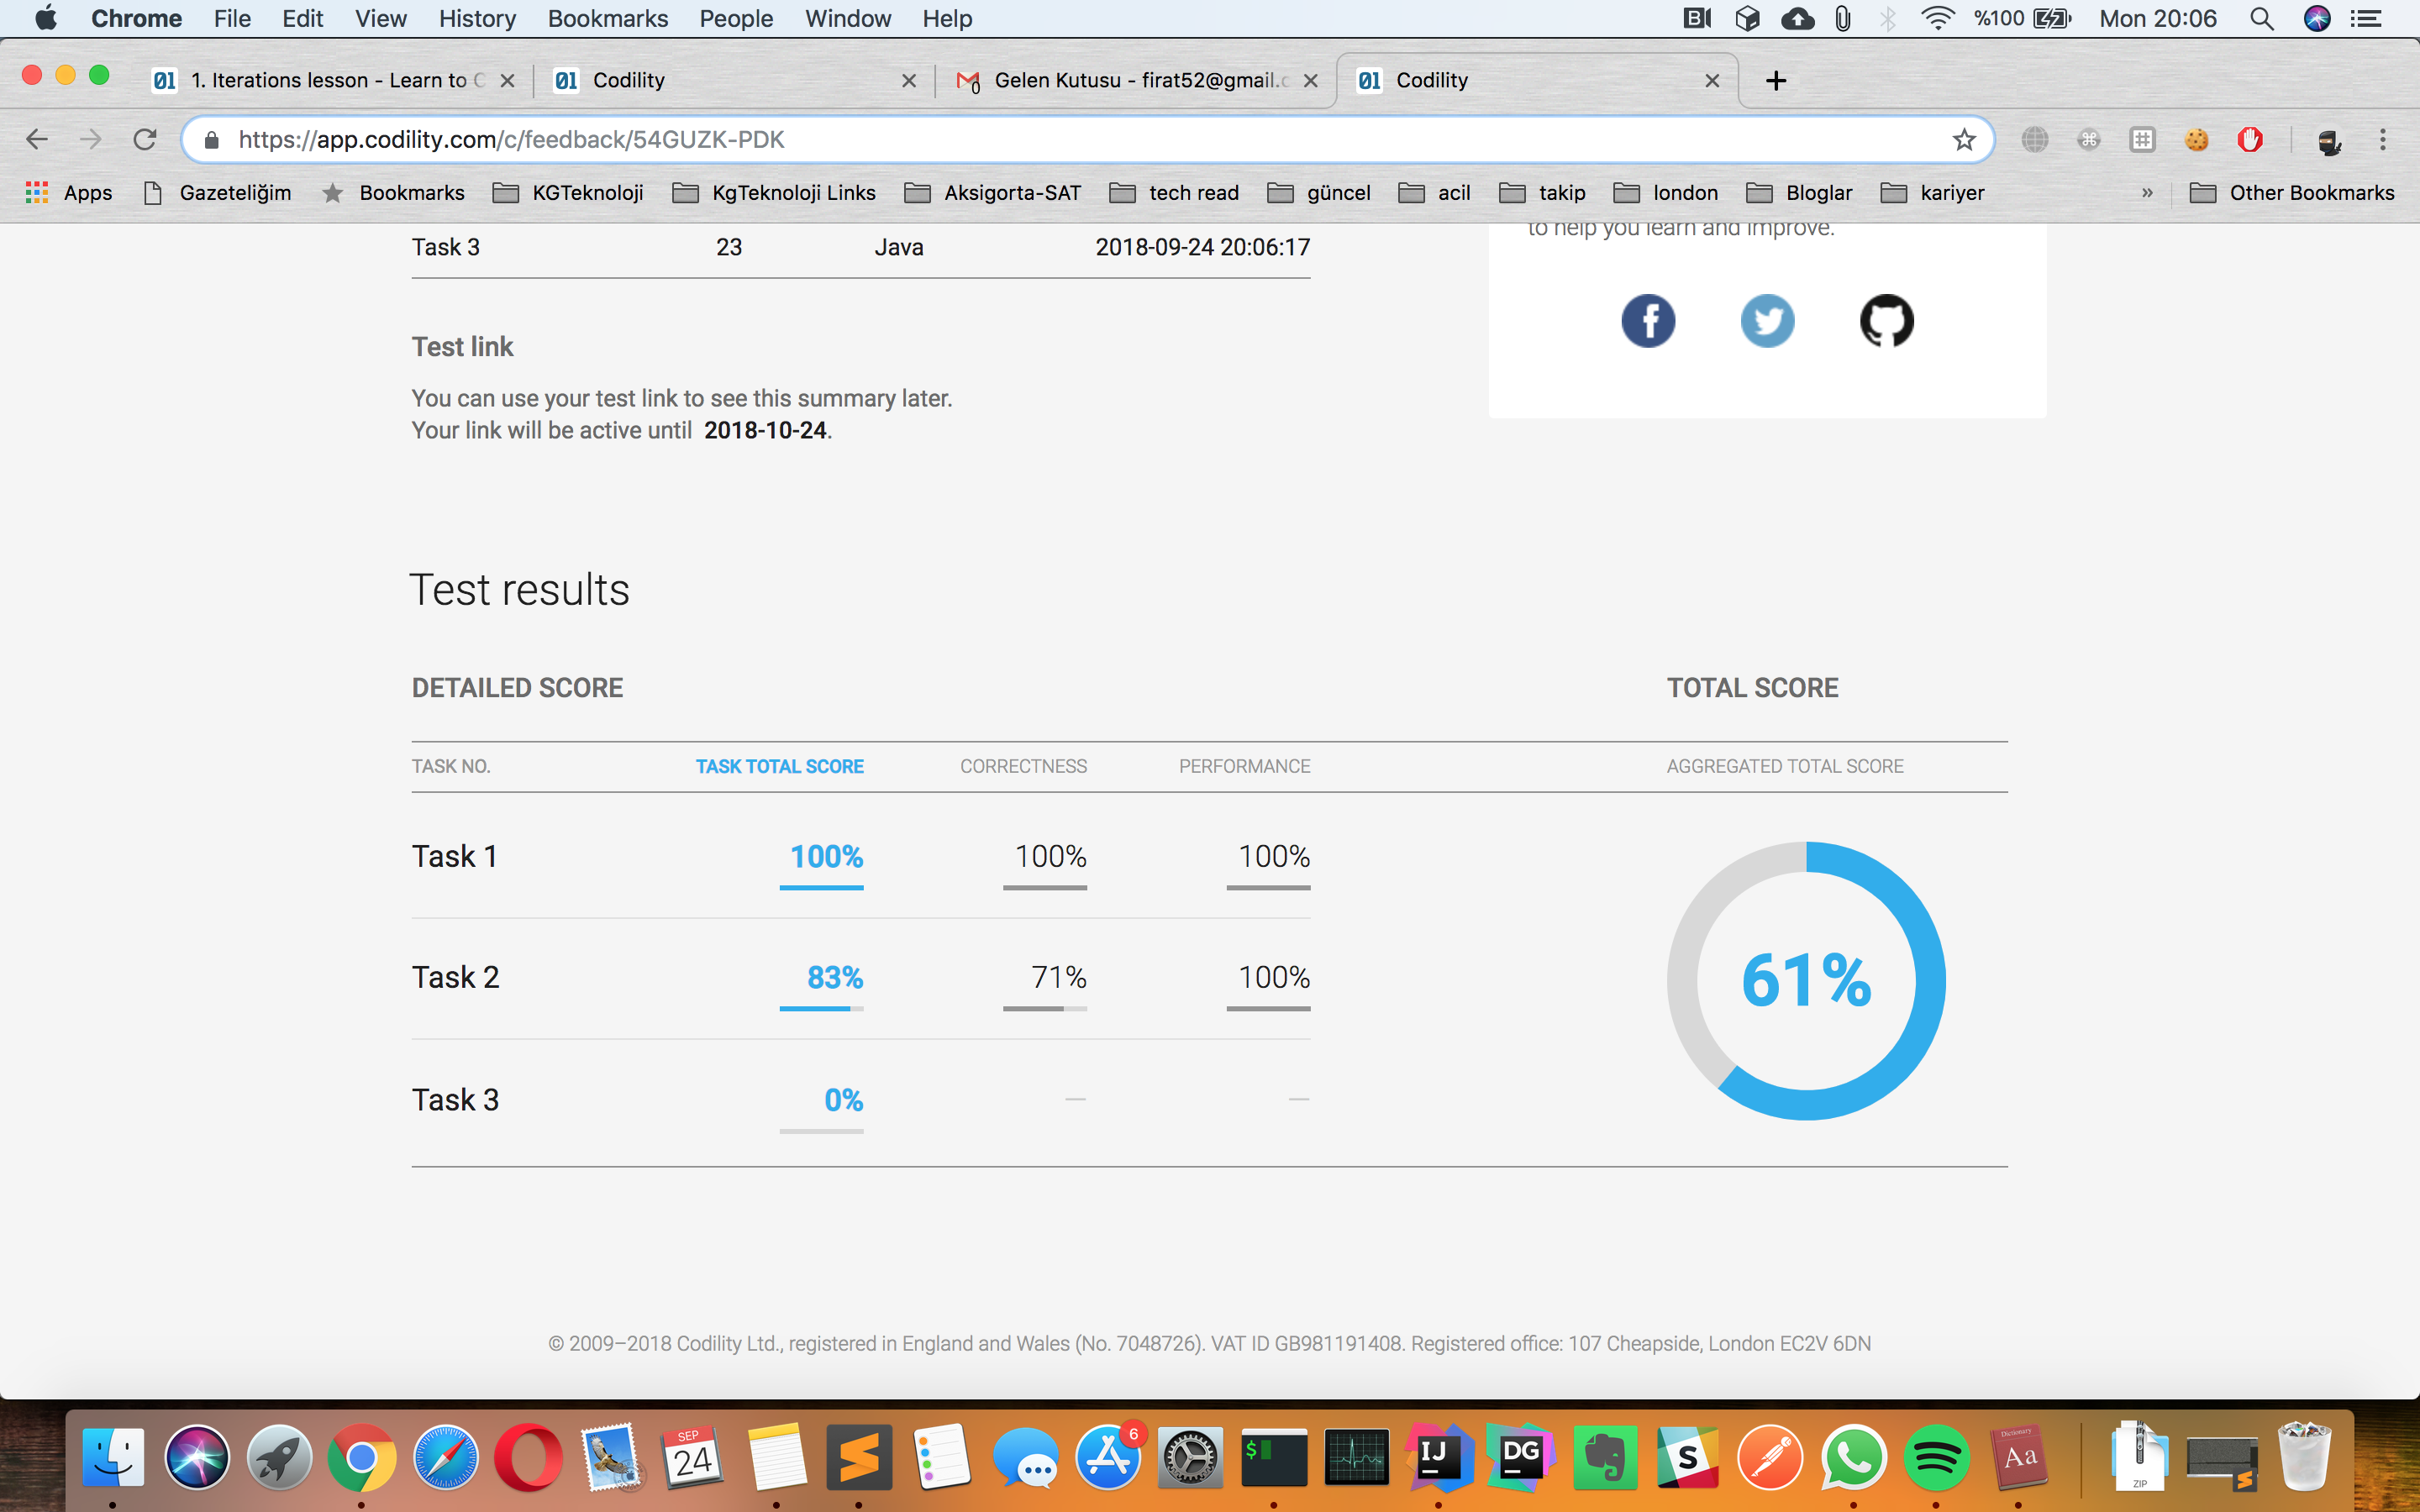 Chrome File Edit View History Bookmarks People Window Help %100 Mon 20:06
1. Iterations lesson - Learn to C Codility Gelen Kutusu - firat52@gmail.c Codility
https://app.codility.com/c/feedback/54GUZK-PDK
Apps Gazeteliğim Bookmarks KGTeknoloji KgTeknoloji Links Aksigorta-SAT tech read güncel acil takip london Bloglar kariyer » Other Bookmarks
to help you learn and improve.
Task 3 23 Java 2018-09-24 20:06:17
Test link
You can use your test link to see this summary later.
Your link will be active until 2018-10-24.
Test results
DETAILED SCORE TOTAL SCORE
TASK NO. TASK TOTAL SCORE CORRECTNESS PERFORMANCE AGGREGATED TOTAL SCORE
Task 1 100% 100% 100%
Task 2 83% 71% 100%
61%
Task 3 0% — —
© 2009–2018 Codility Ltd., registered in England and Wales (No. 7048726). VAT ID GB981191408. Registered office: 107 Cheapside, London EC2V 6DN
SEP
24
6
$
IJ
DG
S
Dictionary
Aa
ZIP